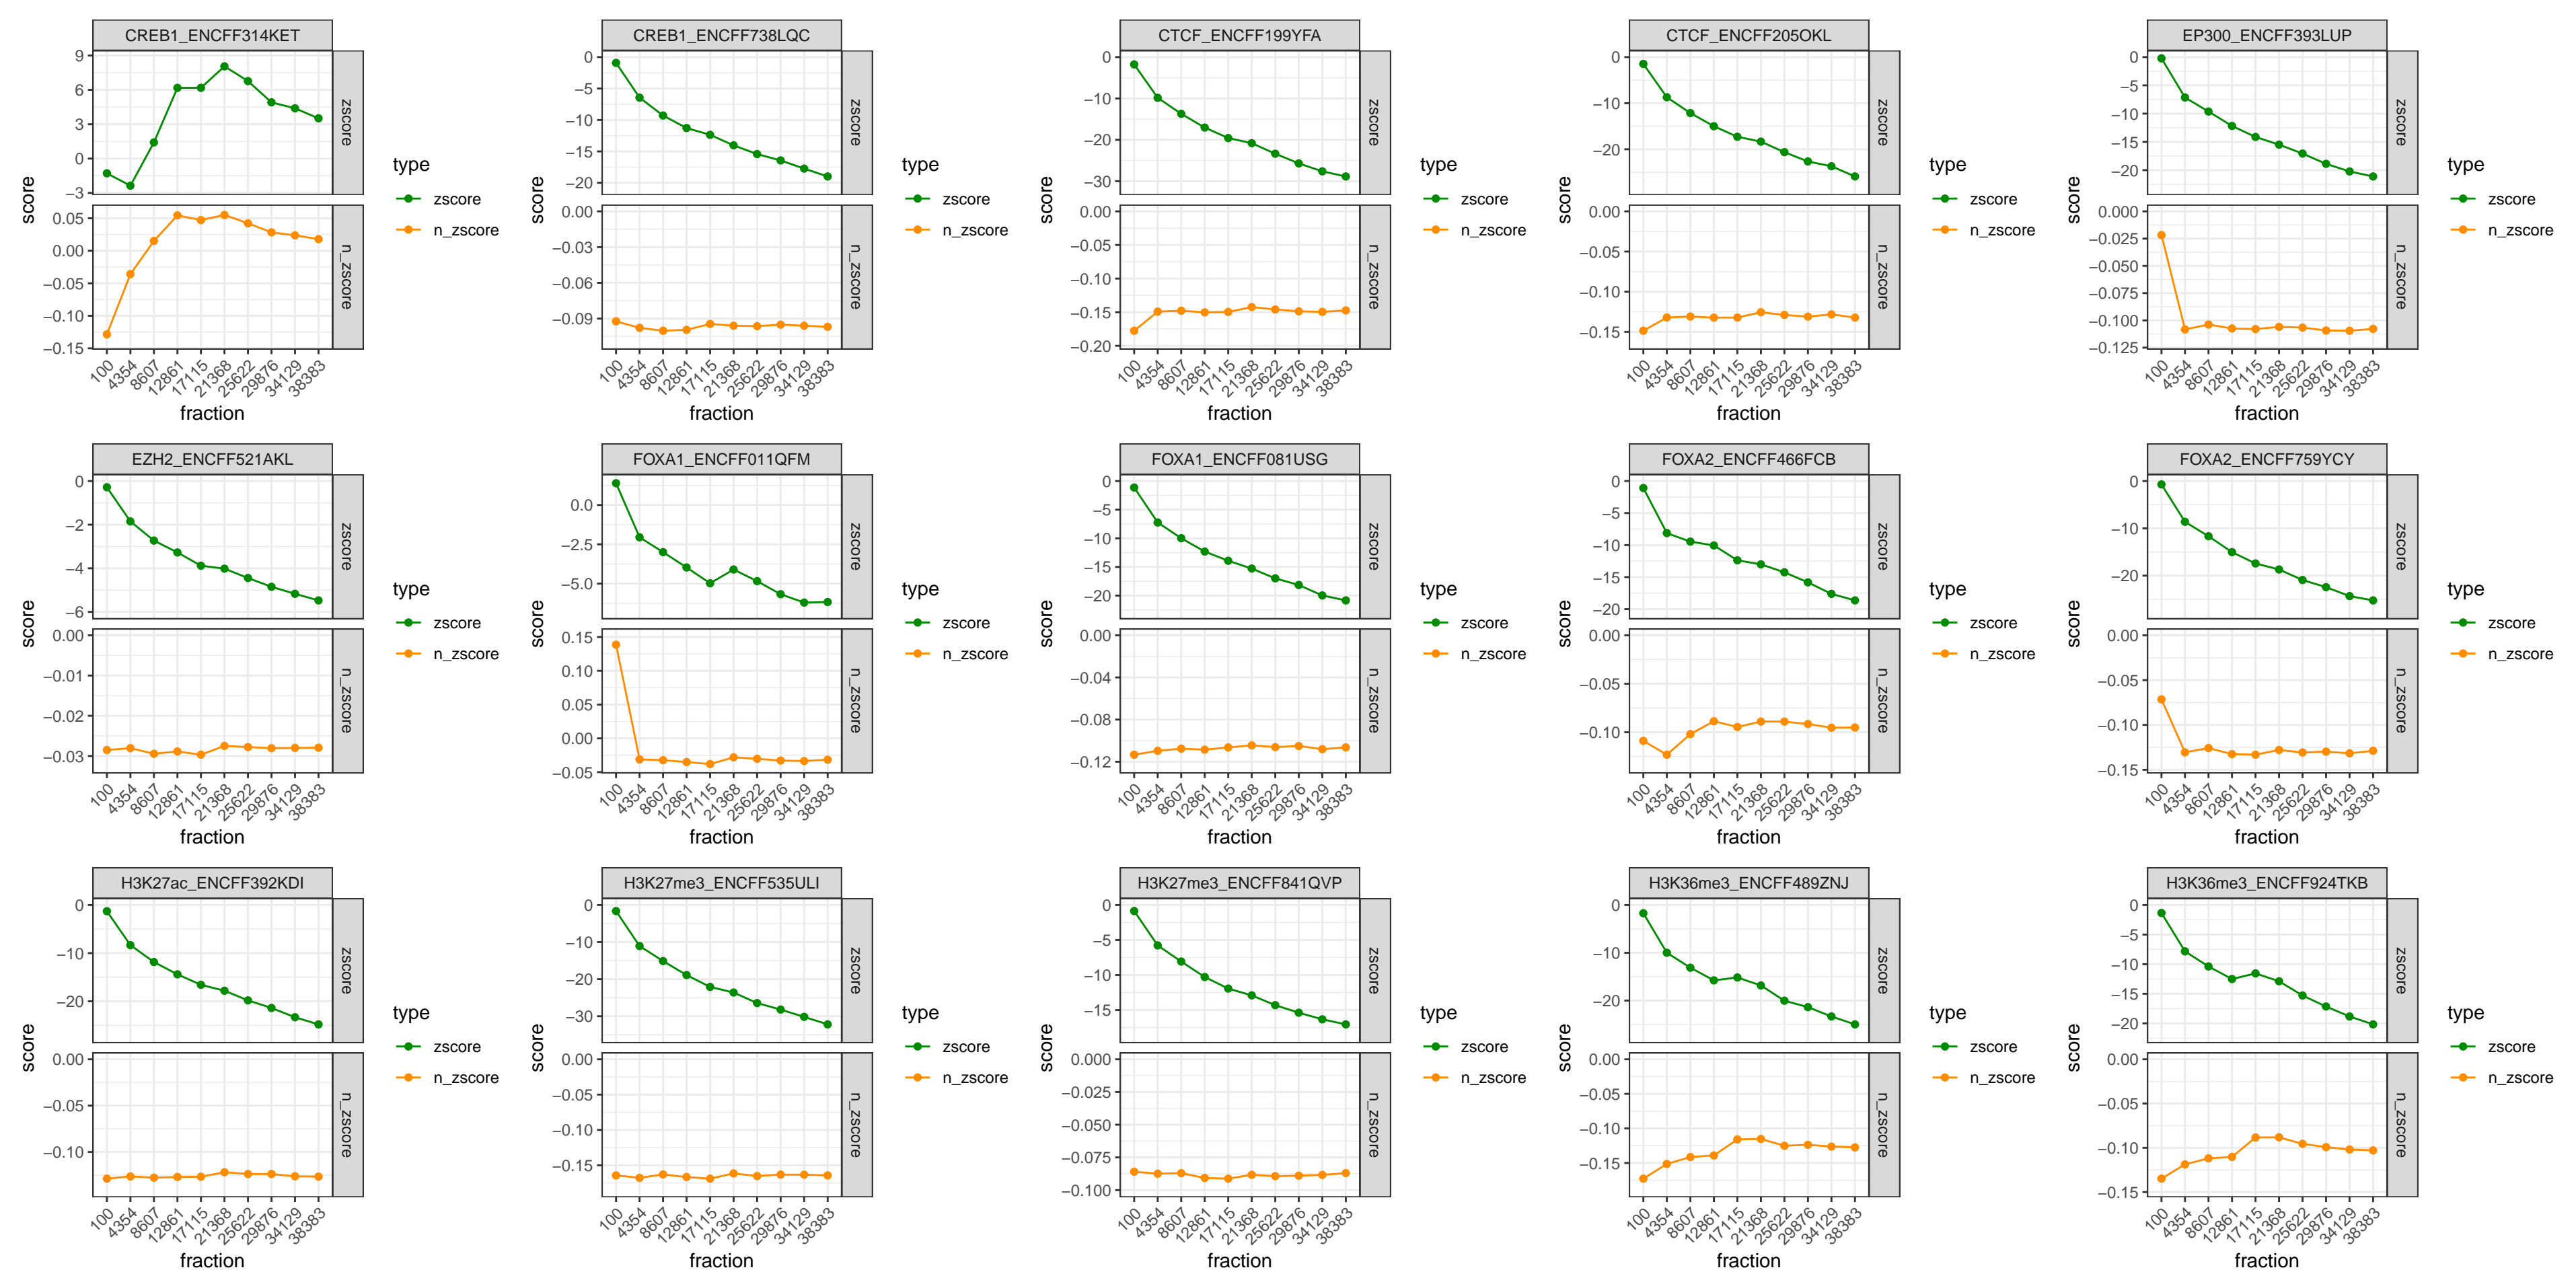 CREB1_ENCFF314KET
9
6
3
0
−3
zscore
0.05
0.00
−0.05
−0.10
−0.15
n_zscore
100
4354
8607
12861
17115
21368
25622
29876
34129
38383
fraction
score
type
zscore
n_zscore
CREB1_ENCFF738LQC
0
−5
−10
−15
−20
zscore
0.00
−0.03
−0.06
−0.09
n_zscore
100
4354
8607
12861
17115
21368
25622
29876
34129
38383
fraction
score
type
zscore
n_zscore
CTCF_ENCFF199YFA
0
−10
−20
−30
zscore
0.00
−0.05
−0.10
−0.15
−0.20
n_zscore
100
4354
8607
12861
17115
21368
25622
29876
34129
38383
fraction
score
type
zscore
n_zscore
CTCF_ENCFF205OKL
0
−10
−20
zscore
0.00
−0.05
−0.10
−0.15
n_zscore
100
4354
8607
12861
17115
21368
25622
29876
34129
38383
fraction
score
type
zscore
n_zscore
EP300_ENCFF393LUP
0
−5
−10
−15
−20
zscore
0.000
−0.025
−0.050
−0.075
−0.100
−0.125
n_zscore
100
4354
8607
12861
17115
21368
25622
29876
34129
38383
fraction
score
type
zscore
n_zscore
EZH2_ENCFF521AKL
0
−2
−4
−6
zscore
0.00
−0.01
−0.02
−0.03
n_zscore
100
4354
8607
12861
17115
21368
25622
29876
34129
38383
fraction
score
type
zscore
n_zscore
FOXA1_ENCFF011QFM
0.0
−2.5
−5.0
zscore
0.15
0.10
0.05
0.00
−0.05
n_zscore
100
4354
8607
12861
17115
21368
25622
29876
34129
38383
fraction
score
type
zscore
n_zscore
FOXA1_ENCFF081USG
0
−5
−10
−15
−20
zscore
0.00
−0.04
−0.08
−0.12
n_zscore
100
4354
8607
12861
17115
21368
25622
29876
34129
38383
fraction
score
type
zscore
n_zscore
FOXA2_ENCFF466FCB
0
−5
−10
−15
−20
zscore
0.00
−0.05
−0.10
n_zscore
100
4354
8607
12861
17115
21368
25622
29876
34129
38383
fraction
score
type
zscore
n_zscore
FOXA2_ENCFF759YCY
0
−10
−20
zscore
0.00
−0.05
−0.10
−0.15
n_zscore
100
4354
8607
12861
17115
21368
25622
29876
34129
38383
fraction
score
type
zscore
n_zscore
H3K27ac_ENCFF392KDI
0
−10
−20
zscore
0.00
−0.05
−0.10
n_zscore
100
4354
8607
12861
17115
21368
25622
29876
34129
38383
fraction
score
type
zscore
n_zscore
H3K27me3_ENCFF535ULI
0
−10
−20
−30
zscore
0.00
−0.05
−0.10
−0.15
n_zscore
100
4354
8607
12861
17115
21368
25622
29876
34129
38383
fraction
score
type
zscore
n_zscore
H3K27me3_ENCFF841QVP
0
−5
−10
−15
zscore
0.000
−0.025
−0.050
−0.075
−0.100
n_zscore
100
4354
8607
12861
17115
21368
25622
29876
34129
38383
fraction
score
type
zscore
n_zscore
H3K36me3_ENCFF489ZNJ
0
−10
−20
zscore
0.00
−0.05
−0.10
−0.15
n_zscore
100
4354
8607
12861
17115
21368
25622
29876
34129
38383
fraction
score
type
zscore
n_zscore
H3K36me3_ENCFF924TKB
0
−5
−10
−15
−20
zscore
0.00
−0.05
−0.10
−0.15
n_zscore
100
4354
8607
12861
17115
21368
25622
29876
34129
38383
fraction
score
type
zscore
n_zscore